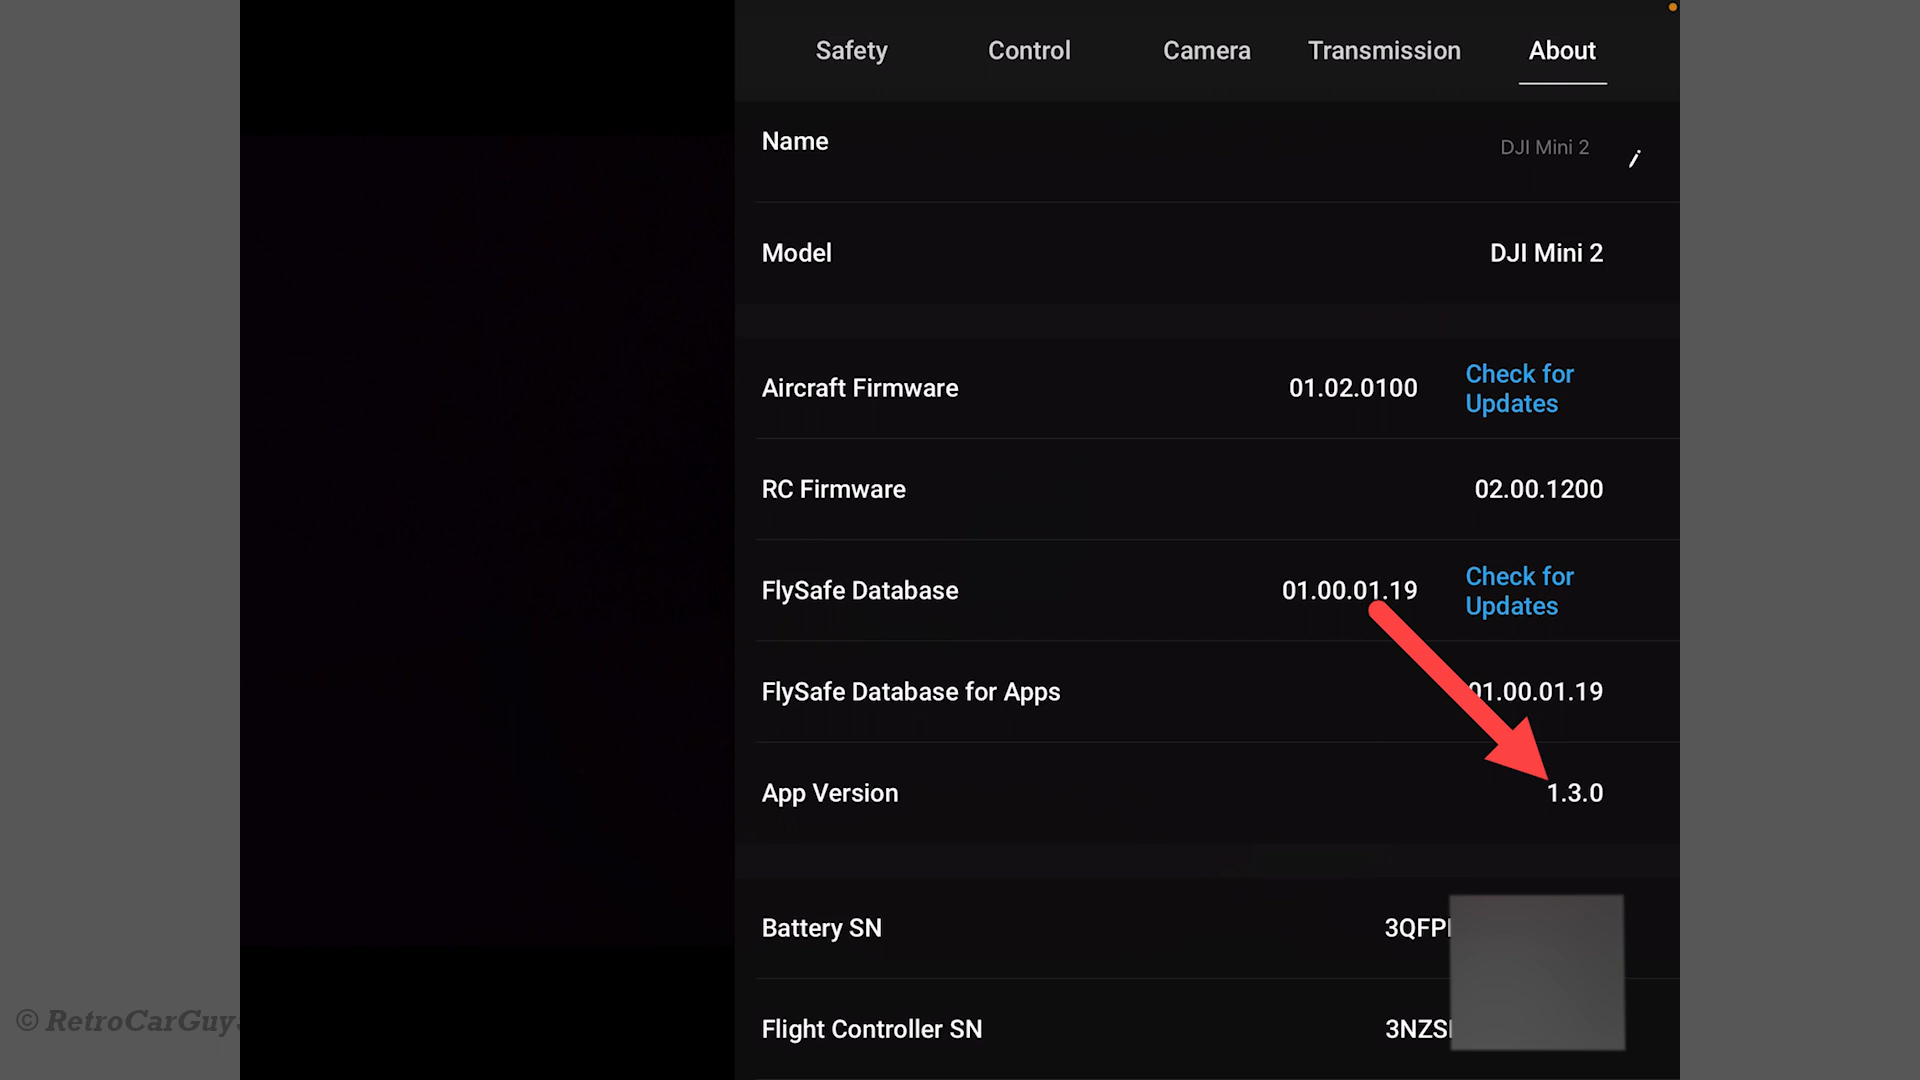 Safety Control Camera Transmission About
Name DJI Mini 2
Model DJI Mini 2
Aircraft Firmware 01.02.0100 Check for
Updates
RC Firmware 02.00.1200
FlySafe Database 01.00.01.19 Check for
Updates
FlySafe Database for Apps 01.00.01.19
App Version 1.3.0
Battery SN 3QFP
Flight Controller SN 3NZS
© RetroCarGuys